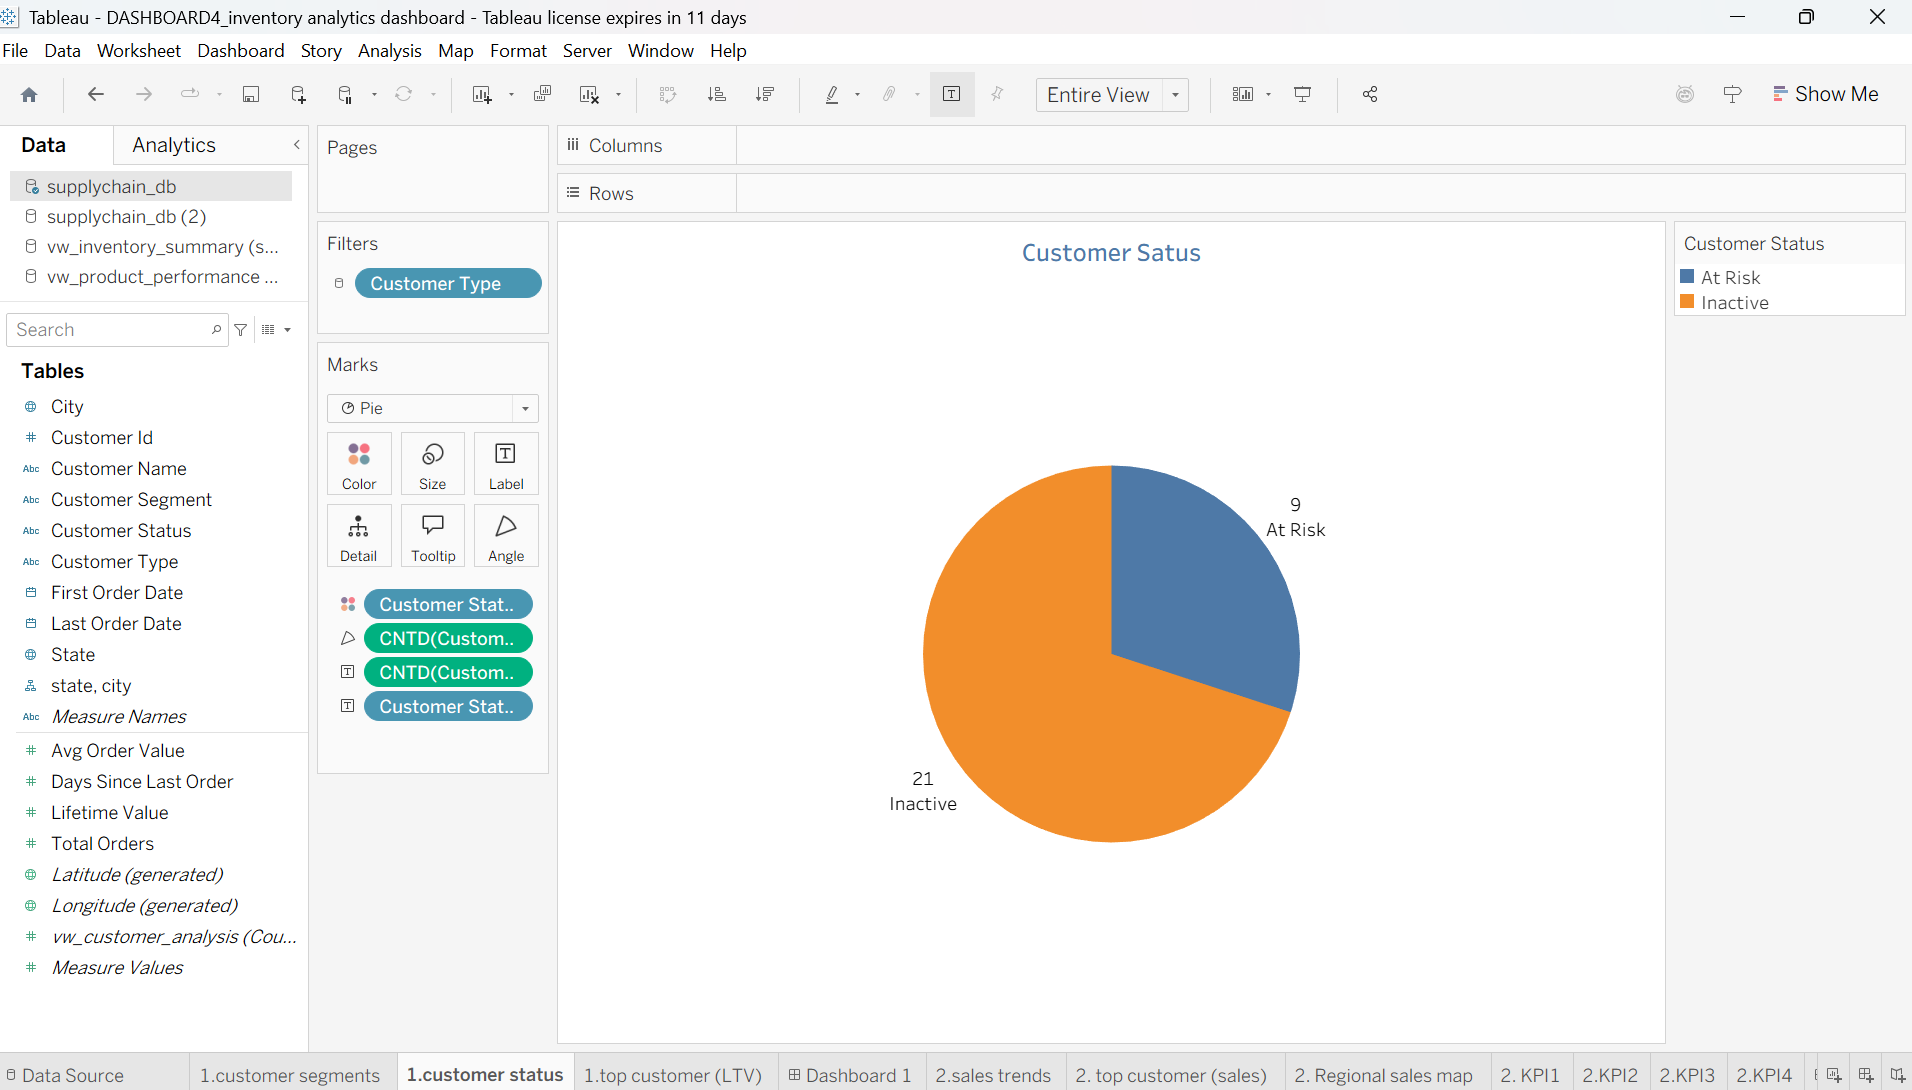 Tableau - DASHBOARD4_inventory analytics dashboard - Tableau license expires in 11 days
File Data Worksheet Dashboard Story Analysis Map Format Server Window Help
Entire View
Show Me
Data
Analytics
supplychain_db
supplychain_db (2)
vw_inventory_summary (s...
vw_product_performance ...
Search
Tables
City
Customer Id
Abc Customer Name
Abc Customer Segment
Abc Customer Status
Abc Customer Type
First Order Date
Last Order Date
State
state, city
Abc Measure Names
Avg Order Value
Days Since Last Order
Lifetime Value
Total Orders
Latitude (generated)
Longitude (generated)
vw_customer_analysis (Cou...
Measure Values
Pages
Filters
Customer Type
Marks
Pie
Color
Size
Label
Detail
Tooltip
Angle
Customer Stat..
CNTD(Custom..
CNTD(Custom..
Customer Stat..
Columns
Rows
Customer Satus
9
At Risk
21
Inactive
Customer Status
At Risk
Inactive
Data Source
1.customer segments
1.customer status
1.top customer (LTV)
Dashboard 1
2.sales trends
2. top customer (sales)
2. Regional sales map
2. KPI1
2.KPI2
2.KPI3
2.KPI4